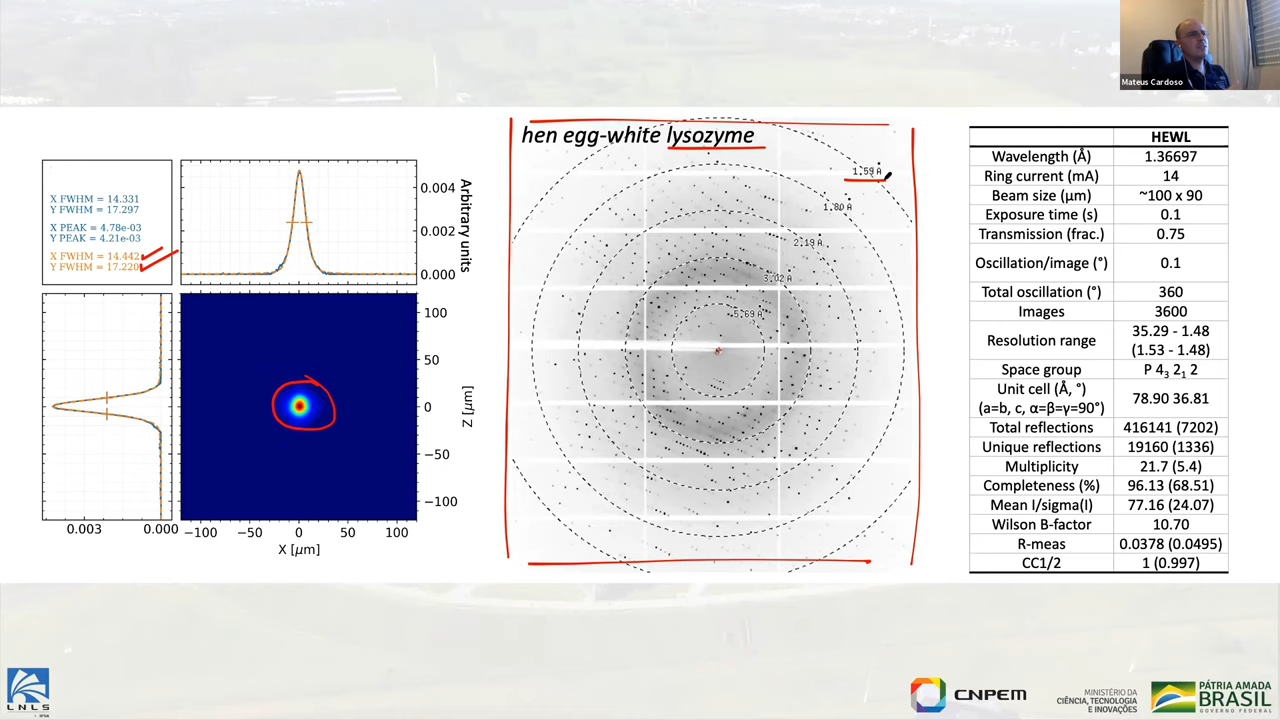 Mateus Cardoso
hen egg-white lysozyme
X FWHM = 14.331
Y FWHM = 17.297
X PEAK = 4.78e-03
Y PEAK = 4.21e-03
X FWHM = 14.442
Y FWHM = 17.220
0.004
0.002
0.000
Arbitrary units
100
50
0
−50
−100
Z [μm]
0.003
0.000
−100
−50
0
50
100
X [μm]
1.59 A
1.80 A
2.19 A
3.02 A
5.69 A
HEWL
Wavelength (Å) 1.36697
Ring current (mA) 14
Beam size (μm) ~100 x 90
Exposure time (s) 0.1
Transmission (frac.) 0.75
Oscillation/image (°) 0.1
Total oscillation (°) 360
Images 3600
Resolution range 35.29 - 1.48
(1.53 - 1.48)
Space group P 4₃ 2₁ 2
Unit cell (Å, °)
(a=b, c, α=β=γ=90°) 78.90 36.81
Total reflections 416141 (7202)
Unique reflections 19160 (1336)
Multiplicity 21.7 (5.4)
Completeness (%) 96.13 (68.51)
Mean I/sigma(I) 77.16 (24.07)
Wilson B-factor 10.70
R-meas 0.0378 (0.0495)
CC1/2 1 (0.997)
LNLS
CNPEM
MINISTÉRIO DA
CIÊNCIA, TECNOLOGIA
E INOVAÇÕES
PÁTRIA AMADA
BRASIL
GOVERNO FEDERAL